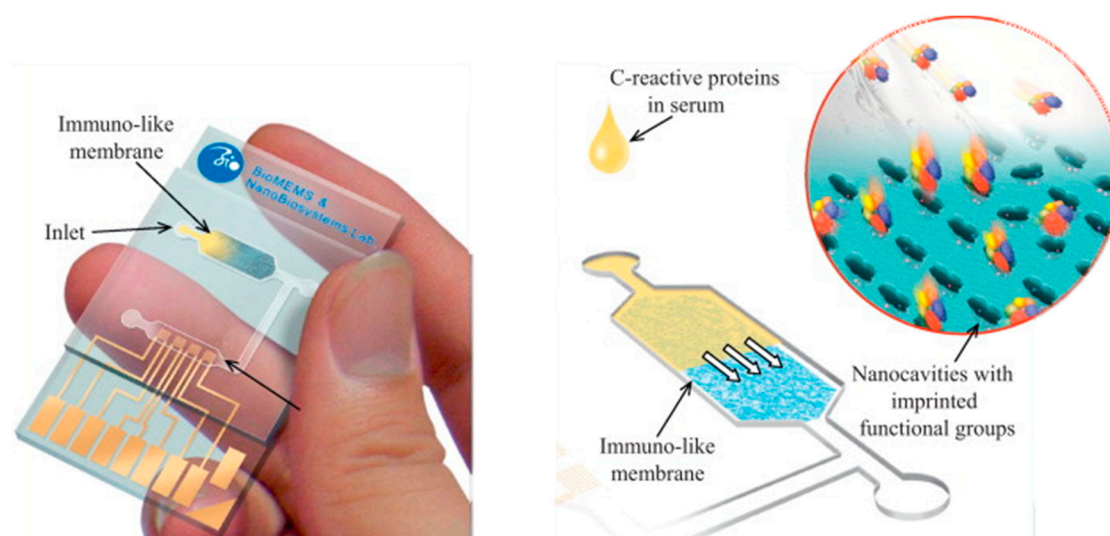 Immuno-like
membrane
Inlet
Bio
BioMEMS &
NanoBiosystems Lab.
C-reactive proteins
in serum
Nanocavities with
imprinted
functional groups
Immuno-like
membrane